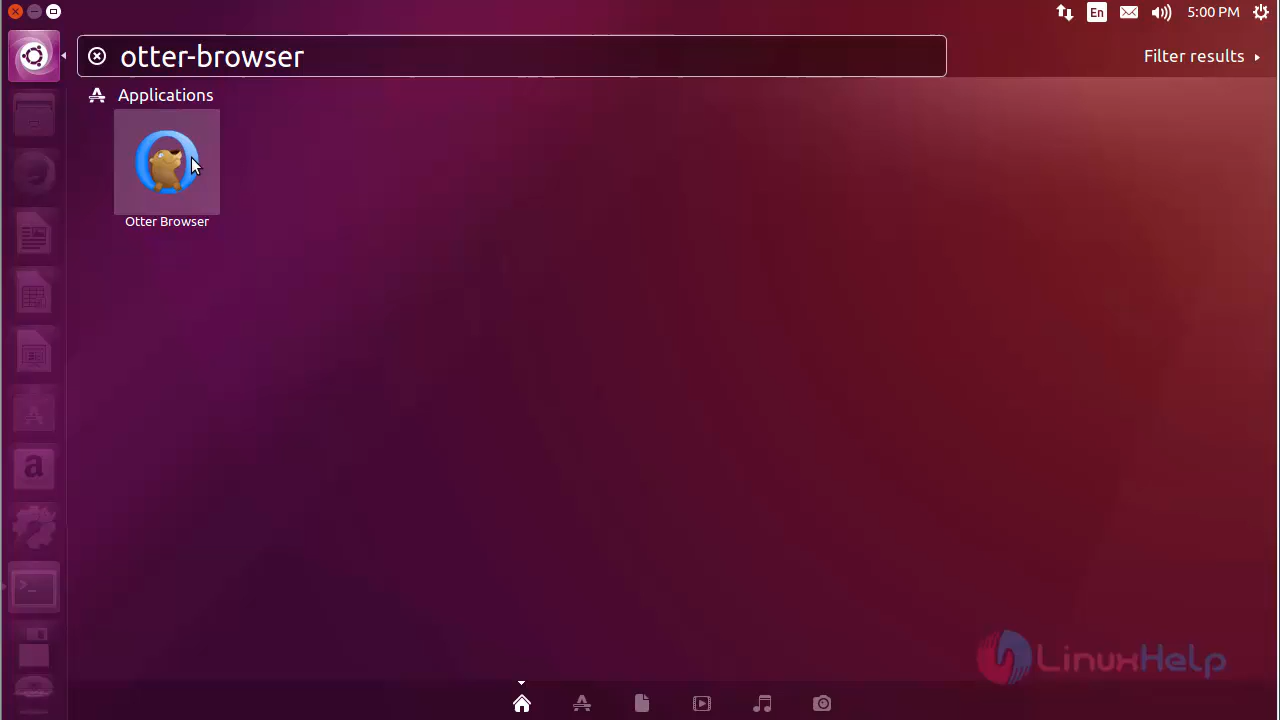 En
5:00 PM
otter-browser
Filter results
Applications
Otter Browser
a
>_
LinuxHelp